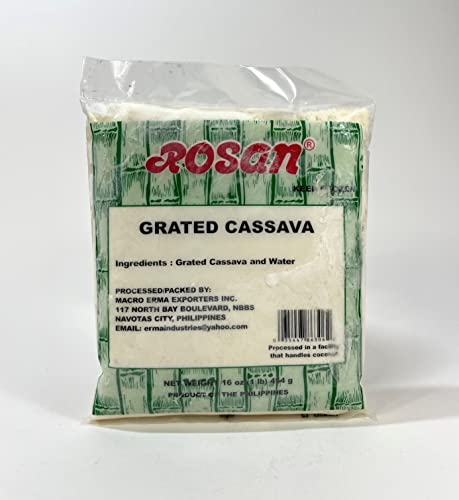 ROSAN®
KEEP FROZEN
GRATED CASSAVA
Ingredients : Grated Cassava and Water
PROCESSED/PACKED BY:
MACRO ERMA EXPORTERS INC.
117 NORTH BAY BOULEVARD, NBBS
NAVOTAS CITY, PHILIPPINES
EMAIL: ermaindustries@yahoo.com
Processed in a facility
that handles coconut
NET WEIGHT 16 oz (1 lb) 454 g
PRODUCT OF THE PHILIPPINES